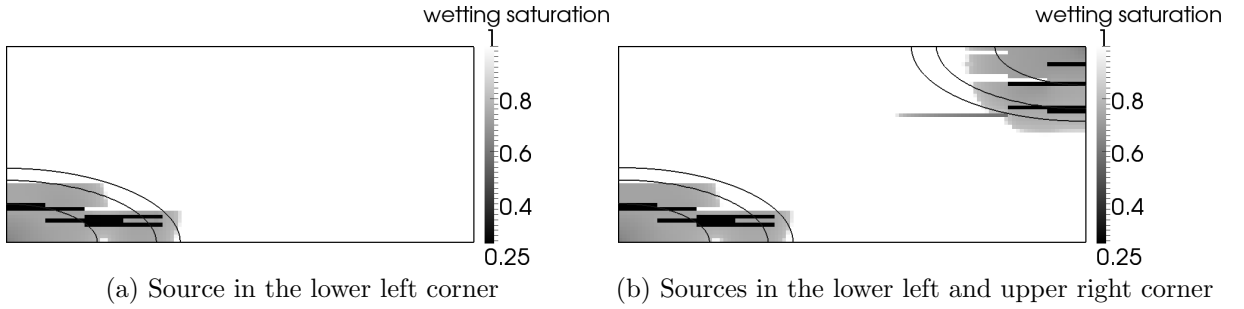 wetting saturation
1
0.8
0.6
0.4
0.25
(a) Source in the lower left corner
wetting saturation
1
0.8
0.6
0.4
0.25
(b) Sources in the lower left and upper right corner